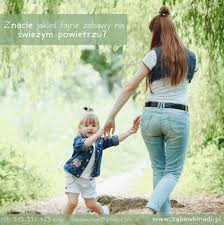 Znacie jakieś fajne zabawy na
świeżym powietrzu?
www.zabawkinadi.pl